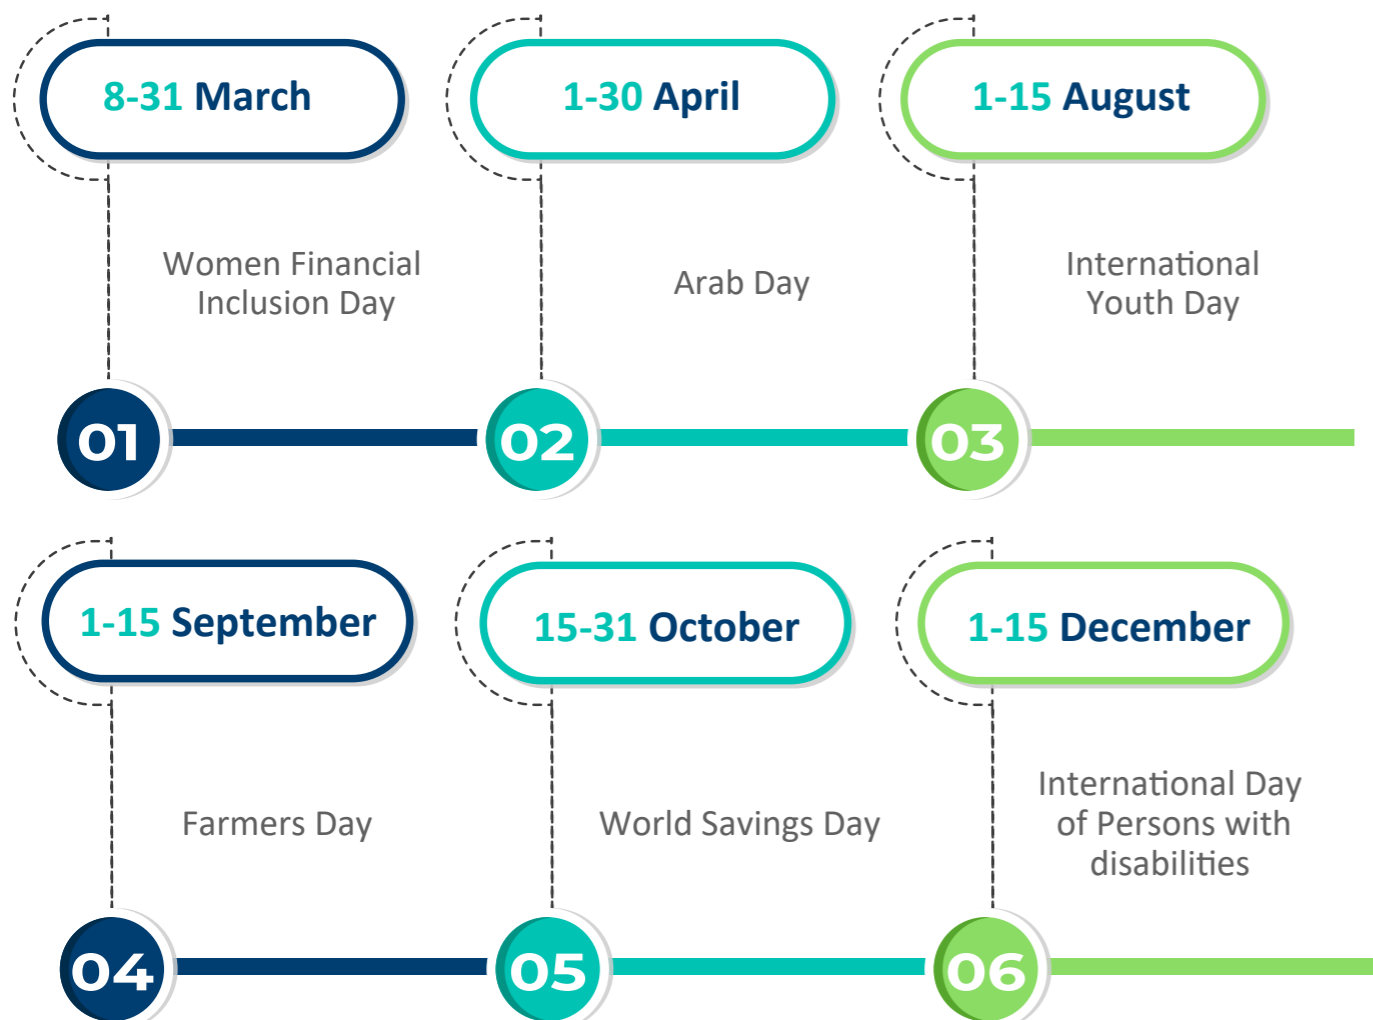 8-31 March
1-30 April
1-15 August
Women Financial
Inclusion Day
Arab Day
International
Youth Day
01
02
03
1-15 September
15-31 October
1-15 December
Farmers Day
World Savings Day
International Day
of Persons with
disabilities
04
05
06